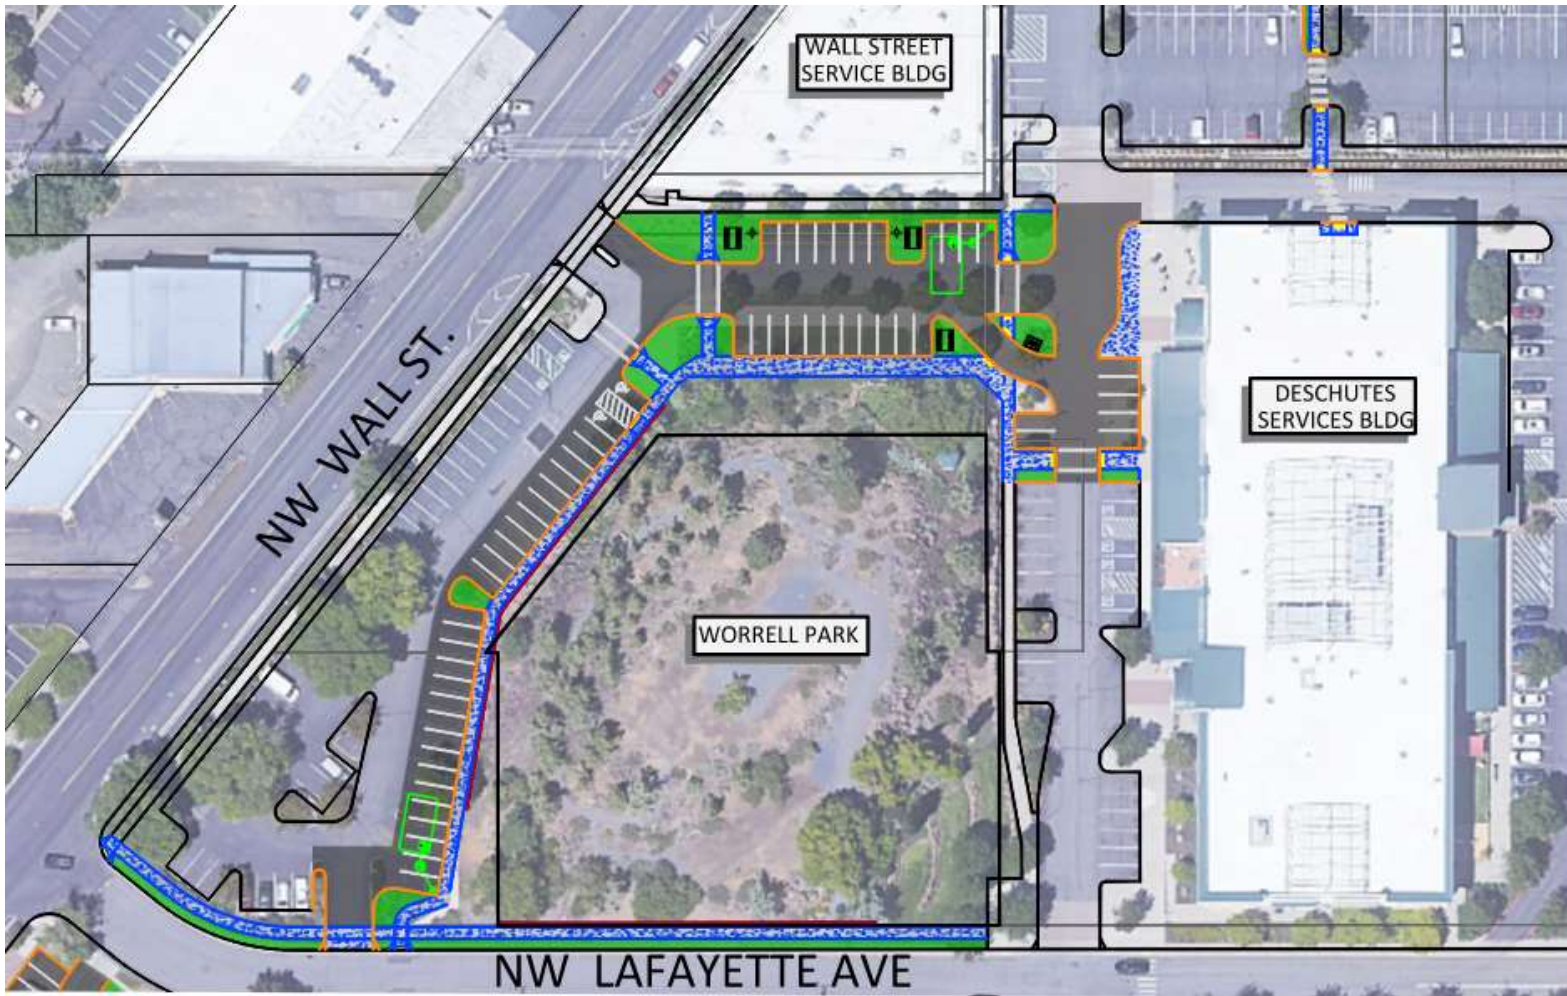 WALL STREET
SERVICE BLDG
NW WALL ST.
DESCHUTES
SERVICES BLDG
WORRELL PARK
NW LAFAYETTE AVE